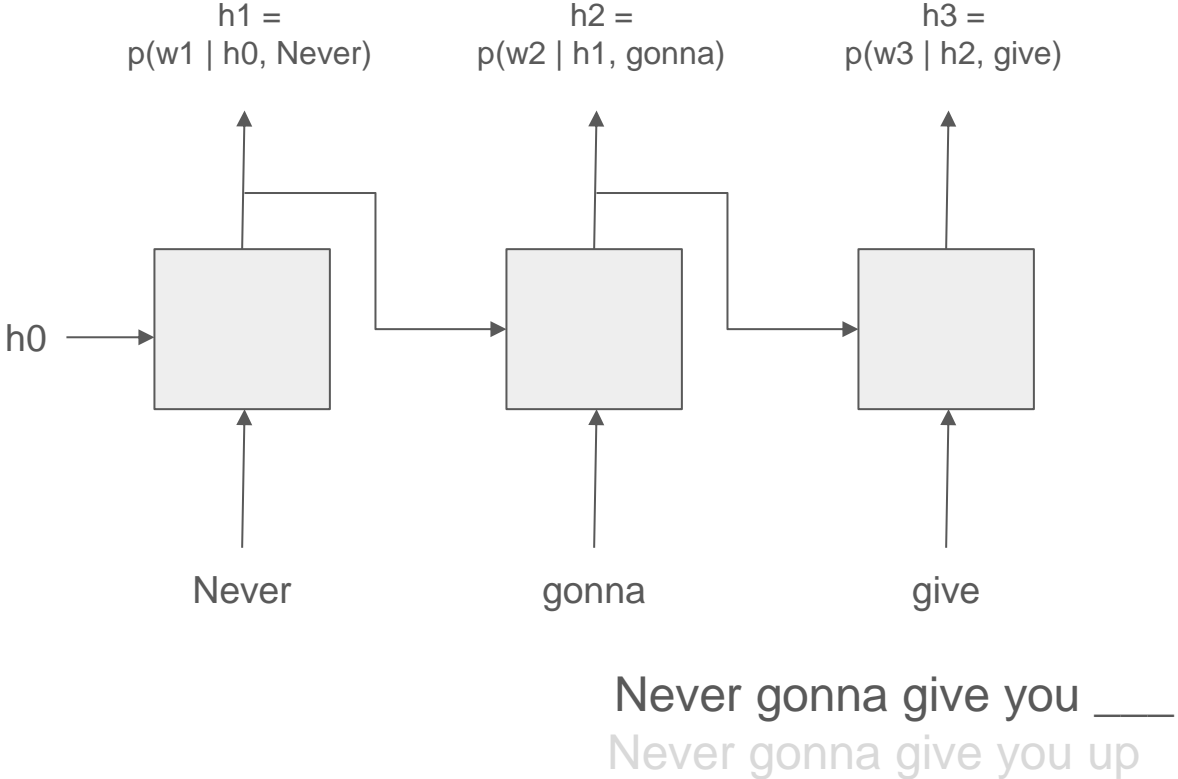 h1 =
p(w1 | h0, Never)
h2 =
p(w2 | h1, gonna)
h3 =
p(w3 | h2, give)
h0
Never
gonna
give
Never gonna give you ___
Never gonna give you up